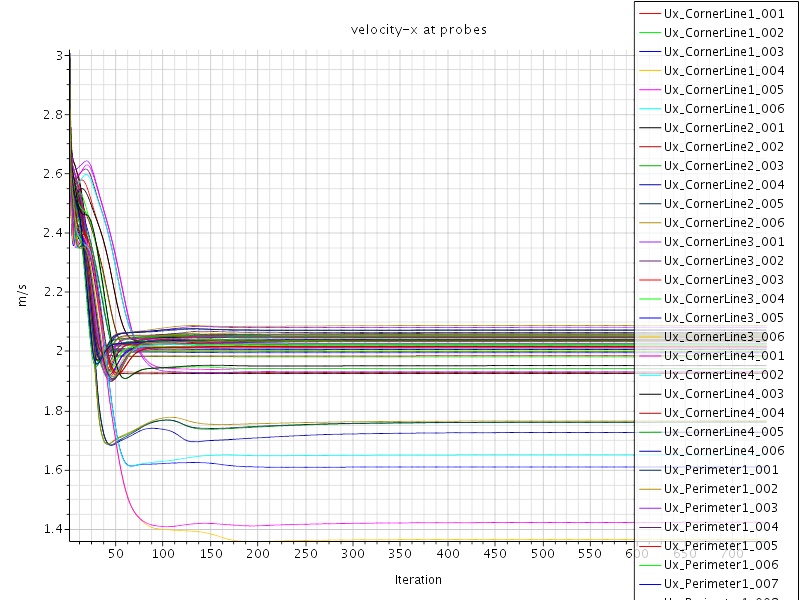 velocity-x at probes
3
2.8
2.6
2.4
2.2
2
1.8
1.6
1.4
m/s
50 100 150 200 250 300 350 400 450 500 550 600 650 700
Iteration
Ux_CornerLine1_001
Ux_CornerLine1_002
Ux_CornerLine1_003
Ux_CornerLine1_004
Ux_CornerLine1_005
Ux_CornerLine1_006
Ux_CornerLine2_001
Ux_CornerLine2_002
Ux_CornerLine2_003
Ux_CornerLine2_004
Ux_CornerLine2_005
Ux_CornerLine2_006
Ux_CornerLine3_001
Ux_CornerLine3_002
Ux_CornerLine3_003
Ux_CornerLine3_004
Ux_CornerLine3_005
Ux_CornerLine3_006
Ux_CornerLine4_001
Ux_CornerLine4_002
Ux_CornerLine4_003
Ux_CornerLine4_004
Ux_CornerLine4_005
Ux_CornerLine4_006
Ux_Perimeter1_001
Ux_Perimeter1_002
Ux_Perimeter1_003
Ux_Perimeter1_004
Ux_Perimeter1_005
Ux_Perimeter1_006
Ux_Perimeter1_007